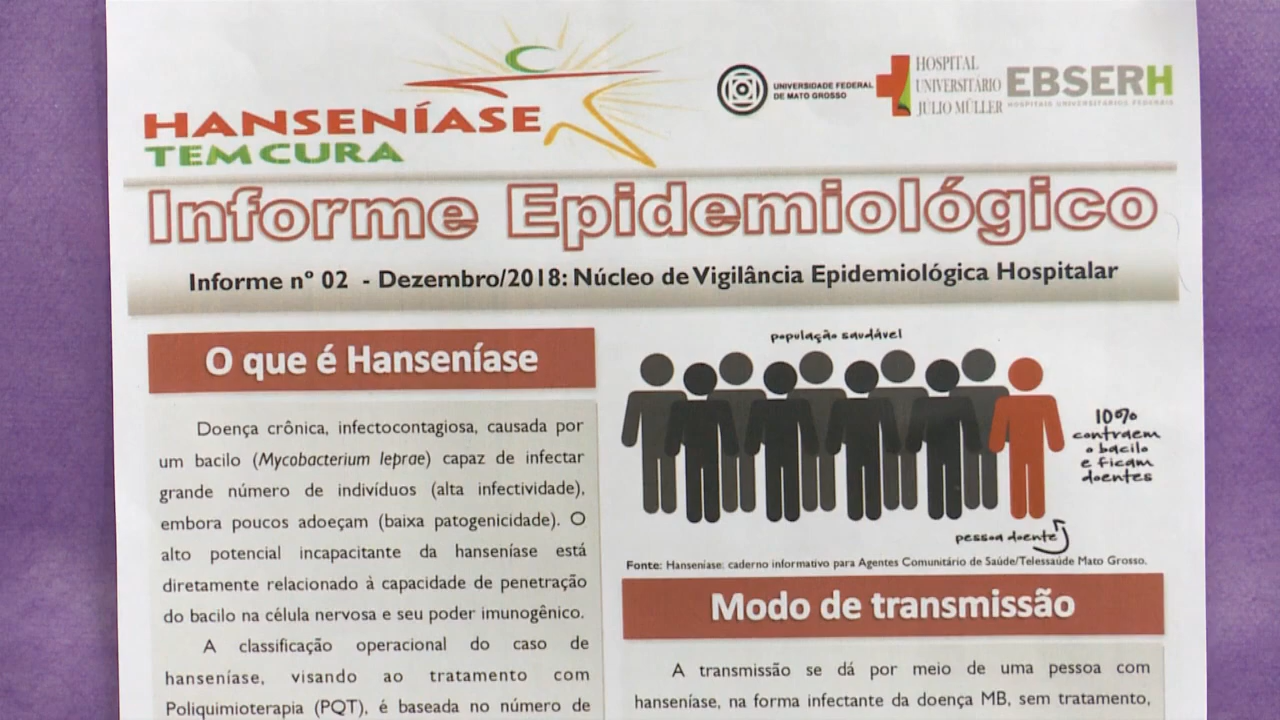 HANSENÍASE
TEM CURA
UNIVERSIDADE FEDERAL
DE MATO GROSSO
HOSPITAL
UNIVERSITÁRIO
JÚLIO MÜLLER
EBSERH
HOSPITAIS UNIVERSITÁRIOS FEDERAIS
Informe Epidemiológico
Informe nº 02 - Dezembro/2018: Núcleo de Vigilância Epidemiológica Hospitalar
O que é Hanseníase
Doença crônica, infectocontagiosa, causada por
um bacilo (Mycobacterium leprae) capaz de infectar
grande número de indivíduos (alta infectividade),
embora poucos adoeçam (baixa patogenicidade). O
alto potencial incapacitante da hanseníase está
diretamente relacionado à capacidade de penetração
do bacilo na célula nervosa e seu poder imunogênico.
A classificação operacional do caso de
hanseníase, visando ao tratamento com
Poliquimioterapia (PQT), é baseada no número de
população saudável
10%
contraem
o bacilo
e ficam
doentes
pessoa doente
Fonte: Hanseníase: caderno informativo para Agentes Comunitário de Saúde/Telessaúde Mato Grosso.
Modo de transmissão
A transmissão se dá por meio de uma pessoa com
hanseníase, na forma infectante da doença MB, sem tratamento,